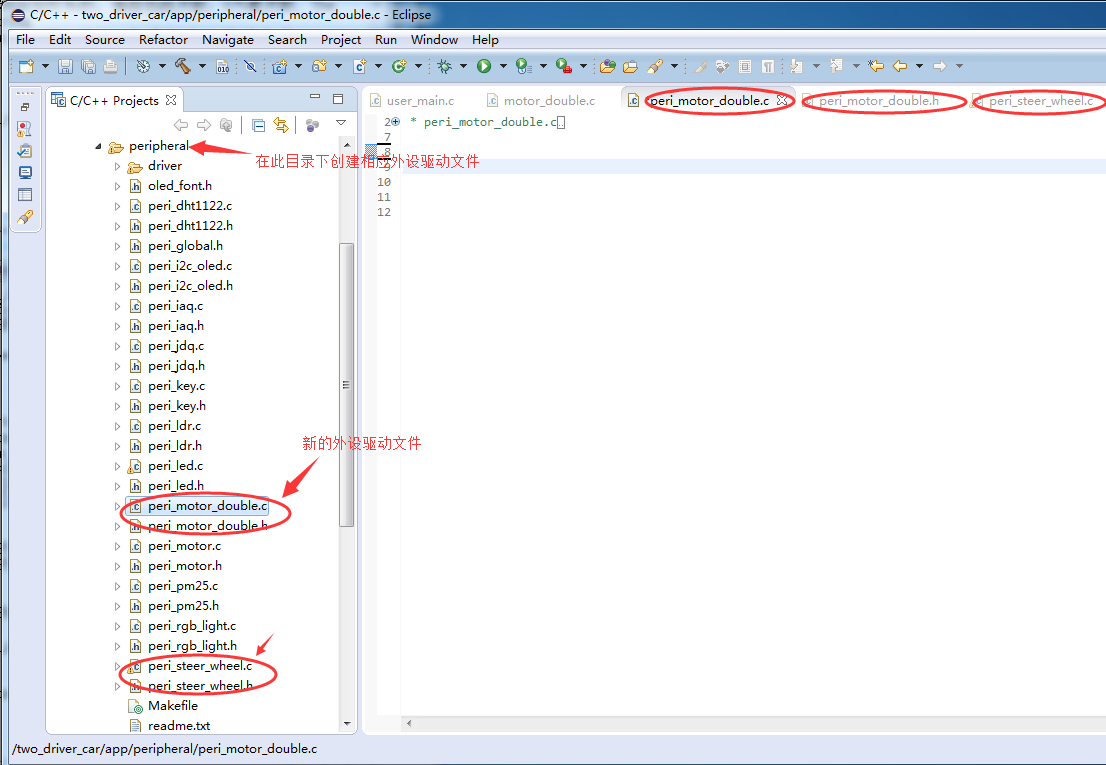 C/C++ - two_driver_car/app/peripheral/peri_motor_double.c - Eclipse
File Edit Source Refactor Navigate Search Project Run Window Help
C/C++ Projects
user_main.c motor_double.c peri_motor_double.c peri_motor_double.h peri_steer_wheel.c
peripheral
在此目录下创建相应外设驱动文件
driver
oled_font.h
peri_dht1122.c
peri_dht1122.h
peri_global.h
peri_i2c_oled.c
peri_i2c_oled.h
peri_iaq.c
peri_iaq.h
peri_jdq.c
peri_jdq.h
peri_key.c
peri_key.h
peri_ldr.c
peri_ldr.h
新的外设驱动文件
peri_led.c
peri_led.h
peri_motor_double.c
peri_motor_double.h
peri_motor.c
peri_motor.h
peri_pm25.c
peri_pm25.h
peri_rgb_light.c
peri_rgb_light.h
peri_steer_wheel.c
peri_steer_wheel.h
Makefile
readme.txt
2 * peri_motor_double.c
7
8
9
10
11
12
/two_driver_car/app/peripheral/peri_motor_double.c